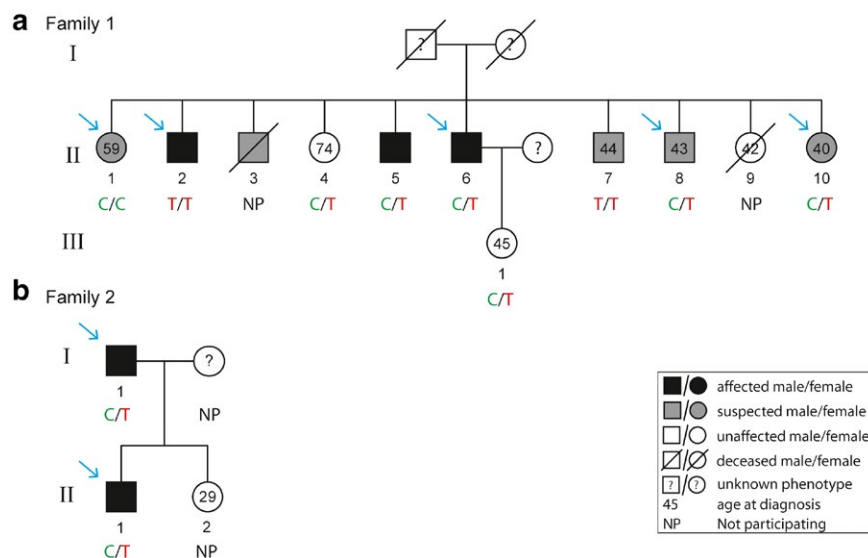 a Family 1
I
? ?
II
59 74 ? 44 43 42 40
1 2 3 4 5 6 7 8 9 10
C/C T/T NP C/T C/T C/T T/T C/T NP C/T
III
45
1
C/T
b Family 2
I
?
1
C/T NP
II
29
1 2
C/T NP
affected male/female
suspected male/female
unaffected male/female
deceased male/female
? / ? unknown phenotype
45 age at diagnosis
NP Not participating